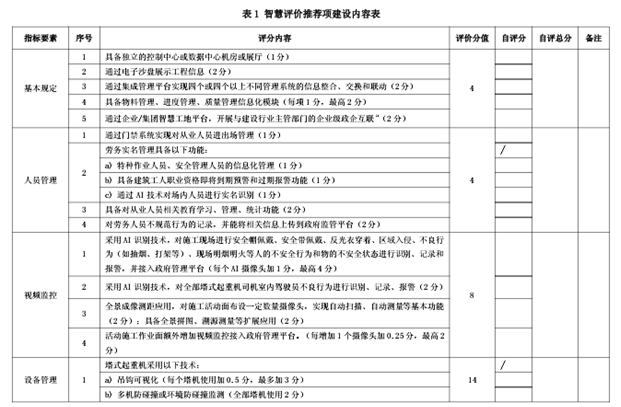 表1 智慧评价推荐项建设内容表
指标要素 序号 评分内容 评价分值 自评分 自评总分 备注
基本规定 4
1 具备独立的控制中心或数据中心机房或展厅（1分）
2 通过电子沙盘展示工程信息（2分）
3 通过集成管理平台实现四个或四个以上不同管理系统的信息整合、交换和联动（2分）
4 具备物料管理、进度管理、质量管理信息化模块（每项1分，最高2分）
5 通过企业/集团智慧工地平台，开展与建设行业主管部门的企业级政企互联”（2分）
人员管理 4
1 通过门禁系统实现对从业人员进出场管理（1分）
2 劳务实名管理具备以下功能： /
a）特种作业人员、安全管理人员的信息化管理（1分）
b）具备建筑工人职业资格即将到期预警和过期报警功能（1分）
c）通过AI技术对场内人员进行实名识别（1分）
3 具备对从业人员相关教育学习、管理、统计功能（2分）
4 对劳务人员不规范行为的记录，并能将相关信息上传到政府监管平台（2分）
视频监控 8
1 采用AI识别技术，对施工现场进行安全帽佩戴、安全带佩戴、反光衣穿着、区域入侵、不良行
为（如抽烟、打架等）、现场明烟明火等人的不安全行为和物的不安全状态进行识别、记录和
报警，并接入政府管理平台（每个AI摄像头加1分，最高4分）
2 采用AI识别技术，对全部塔式起重机司机室内驾驶员不良行为进行识别、记录、报警（2分）
3 全景成像测距应用，对施工活动面布设一定数量摄像头，实现自动扫描、自动测量等基本功能
（2分）；具备全景拼图、溯源测量等扩展应用（2分）
4 活动施工作业面额外增加视频监控接入政府管理平台。（每增加1个摄像头加0.25分，最高2
分）
设备管理 14
1 塔式起重机采用以下技术： /
a）吊钩可视化（每个塔机使用加0.5分，最多加3分）
b）多机防碰撞或环境防碰撞监测（全部塔机使用2分）